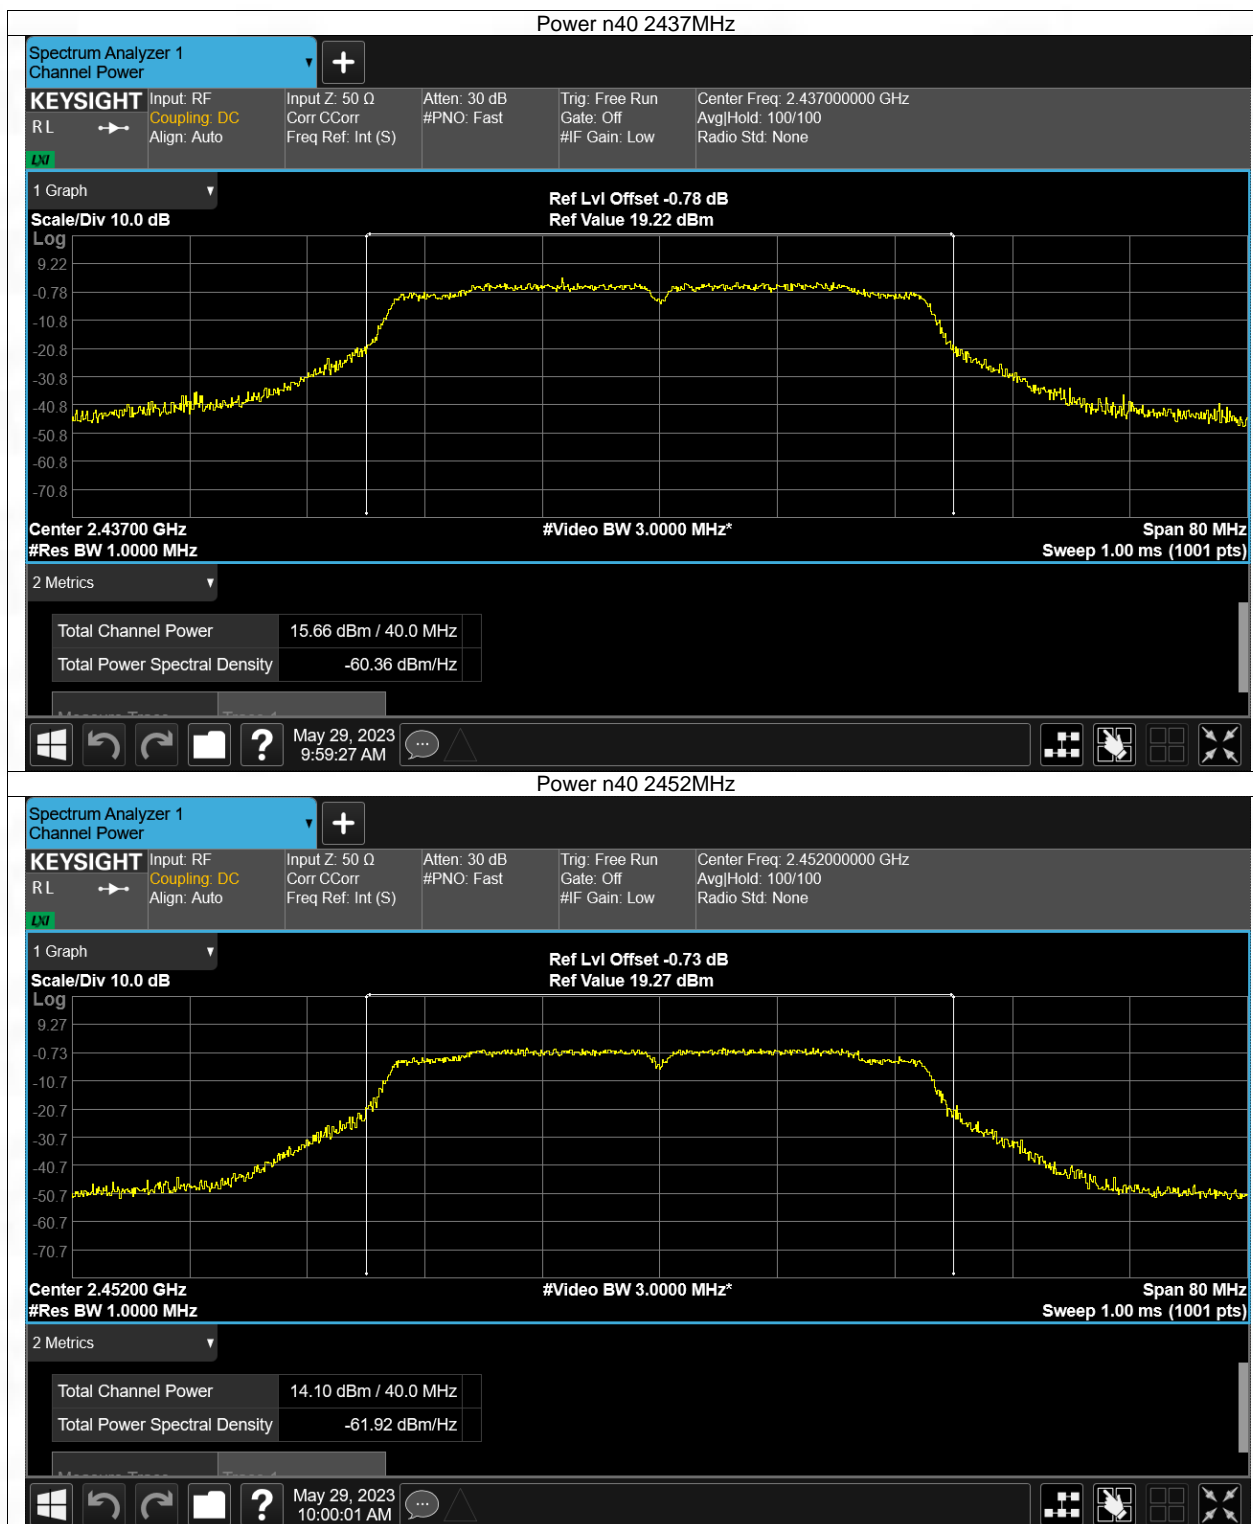 Power n40 2437MHz
Spectrum Analyzer 1
Channel Power
KEYSIGHT
RL
LXI
Input: RF
Coupling: DC
Align: Auto
Input Z: 50 Ω
Corr CCorr
Freq Ref: Int (S)
Atten: 30 dB
#PNO: Fast
Trig: Free Run
Gate: Off
#IF Gain: Low
Center Freq: 2.437000000 GHz
Avg|Hold: 100/100
Radio Std: None
1 Graph
Scale/Div 10.0 dB
Ref Lvl Offset -0.78 dB
Ref Value 19.22 dBm
Log
9.22
-0.78
-10.8
-20.8
-30.8
-40.8
-50.8
-60.8
-70.8
Center 2.43700 GHz
#Video BW 3.0000 MHz*
Span 80 MHz
#Res BW 1.0000 MHz
Sweep 1.00 ms (1001 pts)
2 Metrics
Total Channel Power 15.66 dBm / 40.0 MHz
Total Power Spectral Density -60.36 dBm/Hz
May 29, 2023
9:59:27 AM
Power n40 2452MHz
Spectrum Analyzer 1
Channel Power
KEYSIGHT
RL
LXI
Input: RF
Coupling: DC
Align: Auto
Input Z: 50 Ω
Corr CCorr
Freq Ref: Int (S)
Atten: 30 dB
#PNO: Fast
Trig: Free Run
Gate: Off
#IF Gain: Low
Center Freq: 2.452000000 GHz
Avg|Hold: 100/100
Radio Std: None
1 Graph
Scale/Div 10.0 dB
Ref Lvl Offset -0.73 dB
Ref Value 19.27 dBm
Log
9.27
-0.73
-10.7
-20.7
-30.7
-40.7
-50.7
-60.7
-70.7
Center 2.45200 GHz
#Video BW 3.0000 MHz*
Span 80 MHz
#Res BW 1.0000 MHz
Sweep 1.00 ms (1001 pts)
2 Metrics
Total Channel Power 14.10 dBm / 40.0 MHz
Total Power Spectral Density -61.92 dBm/Hz
May 29, 2023
10:00:01 AM